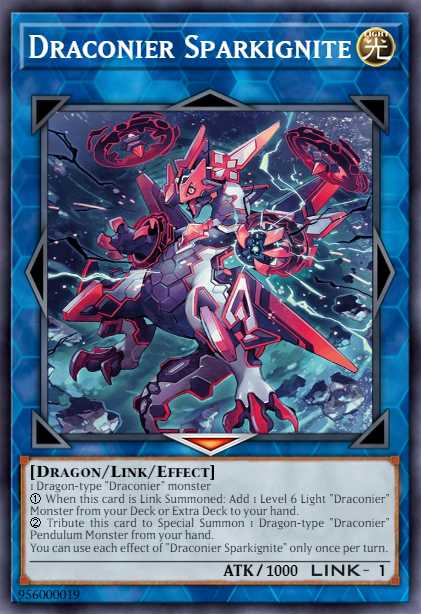 Draconier Sparkignite
LIGHT
光
[Dragon/Link/Effect]
1 Dragon-type "Draconier" monster
① When this card is Link Summoned: Add 1 Level 6 Light "Draconier"
Monster from your Deck or Extra Deck to your hand.
② Tribute this card to Special Summon 1 Dragon-type "Draconier"
Pendulum Monster from your hand.
You can use each effect of "Draconier Sparkignite" only once per turn.
ATK / 1000 LINK- 1
956000019